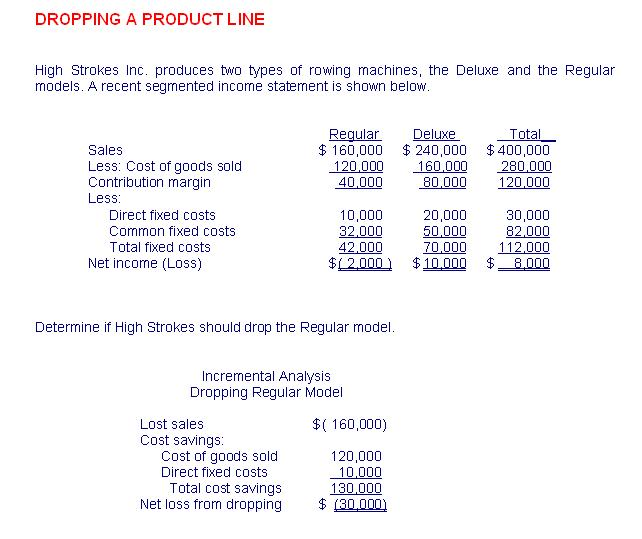 DROPPING A PRODUCT LINE
High Strokes Inc. produces two types of rowing machines, the Deluxe and the Regular
models. A recent segmented income statement is shown below.
Regular Deluxe Total
Sales $ 160,000 $ 240,000 $ 400,000
Less: Cost of goods sold 120,000 160,000 280,000
Contribution margin 40,000 80,000 120,000
Less:
Direct fixed costs 10,000 20,000 30,000
Common fixed costs 32,000 50,000 82,000
Total fixed costs 42,000 70,000 112,000
Net income (Loss) $( 2,000 ) $ 10,000 $ 8,000
Determine if High Strokes should drop the Regular model.
Incremental Analysis
Dropping Regular Model
Lost sales $( 160,000)
Cost savings:
Cost of goods sold 120,000
Direct fixed costs 10,000
Total cost savings 130,000
Net loss from dropping $ (30,000)